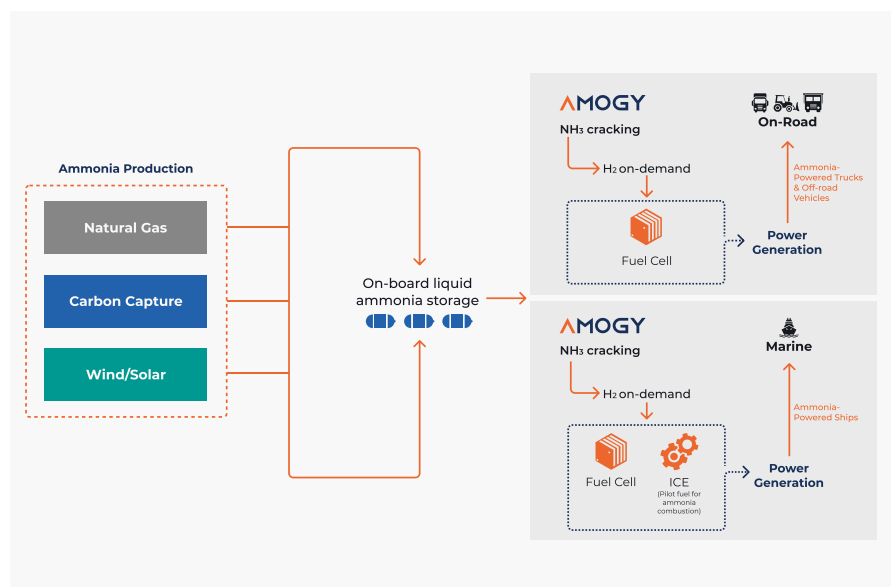 Ammonia Production
Natural Gas
Carbon Capture
Wind/Solar
On-board liquid
ammonia storage
AMOGY
NH₃ cracking
H₂ on-demand
Fuel Cell
Power
Generation
Ammonia-
Powered Trucks
& Off-road
Vehicles
On-Road
AMOGY
NH₃ cracking
H₂ on-demand
Fuel Cell
ICE
(Pilot fuel for
ammonia
combustion)
Power
Generation
Ammonia-
Powered Ships
Marine